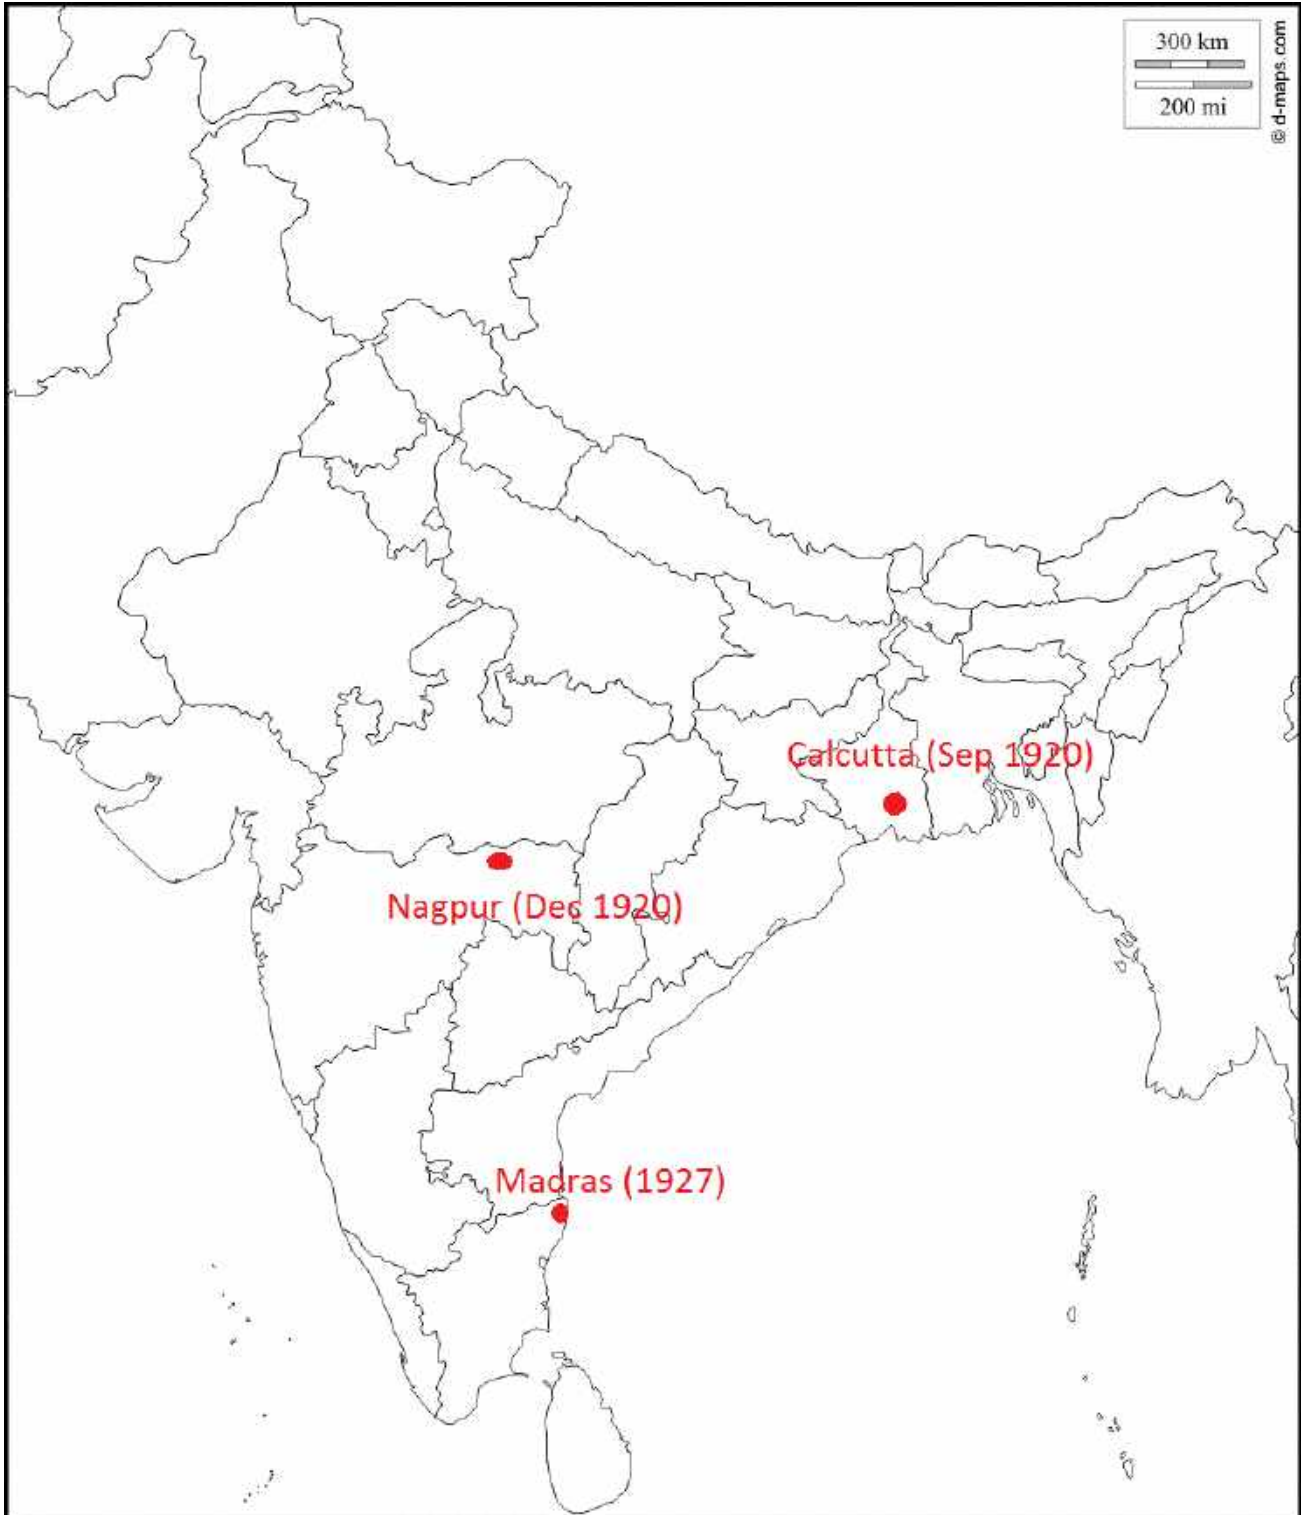 300 km
200 mi
© d-maps.com
Calcutta (Sep 1920)
Nagpur (Dec 1920)
Madras (1927)